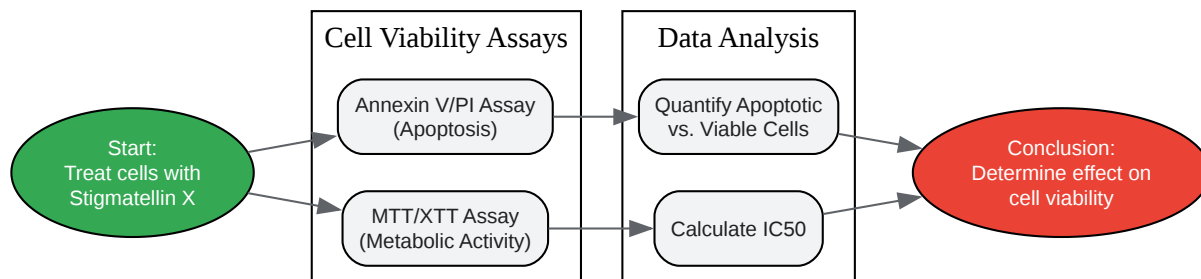 Start:
Treat cells with
Stigmatellin X
Cell Viability Assays
Annexin V/PI Assay
(Apoptosis)
MTT/XTT Assay
(Metabolic Activity)
Data Analysis
Quantify Apoptotic
vs. Viable Cells
Calculate IC50
Conclusion:
Determine effect on
cell viability